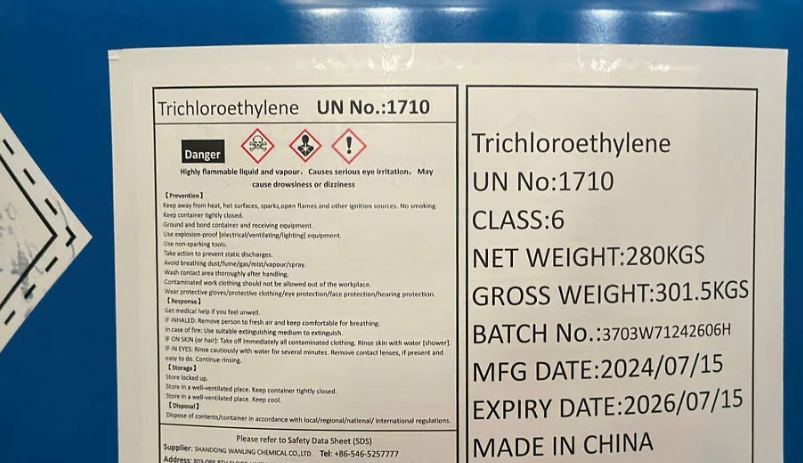 Trichloroethylene UN No.:1710
Danger
Highly flammable liquid and vapour. Causes serious eye irritation. May
cause drowsiness or dizziness
【Prevention】
Keep away from heat, hot surfaces, sparks,open flames and other ignition sources. No smoking.
Keep container tightly closed.
Ground and bond container and receiving equipment.
Use explosion-proof [electrical/ventilating/lighting] equipment.
Use non-sparking tools.
Take action to prevent static discharges.
Avoid breathing dust/fume/gas/mist/vapour/spray.
Wash contact area thoroughly after handling.
Contaminated work clothing should not be allowed out of the workplace.
Wear protective gloves/protective clothing/eye protection/face protection/hearing protection.
【Response】
Get medical help if you feel unwell.
IF INHALED: Remove person to fresh air and keep comfortable for breathing.
In case of fire: Use suitable extinguishing medium to extinguish.
IF ON SKIN (or hair): Take off immediately all contaminated clothing. Rinse skin with water [shower].
IF IN EYES: Rinse cautiously with water for several minutes. Remove contact lenses, if present and
easy to do. Continue rinsing.
【Storage】
Store locked up.
Store in a well-ventilated place. Keep container tightly closed.
Store in a well-ventilated place. Keep cool.
【Disposal】
Dispose of contents/container in accordance with local/regional/national/ international regulations.
Please refer to Safety Data Sheet (SDS)
Supplier: SHANDONG WANLING CHEMICAL CO.,LTD. Tel: +86-546-5257777
Address:
Trichloroethylene
UN No:1710
CLASS:6
NET WEIGHT:280KGS
GROSS WEIGHT:301.5KGS
BATCH No.:3703W71242606H
MFG DATE:2024/07/15
EXPIRY DATE:2026/07/15
MADE IN CHINA